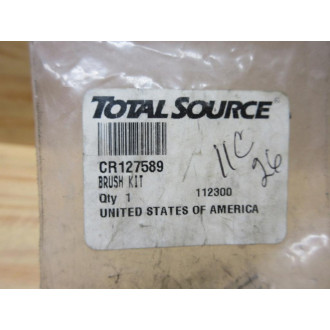 TOTAL SOURCE
CR127589
BRUSH KIT
Qty 1 112300
UNITED STATES OF AMERICA
11C
26